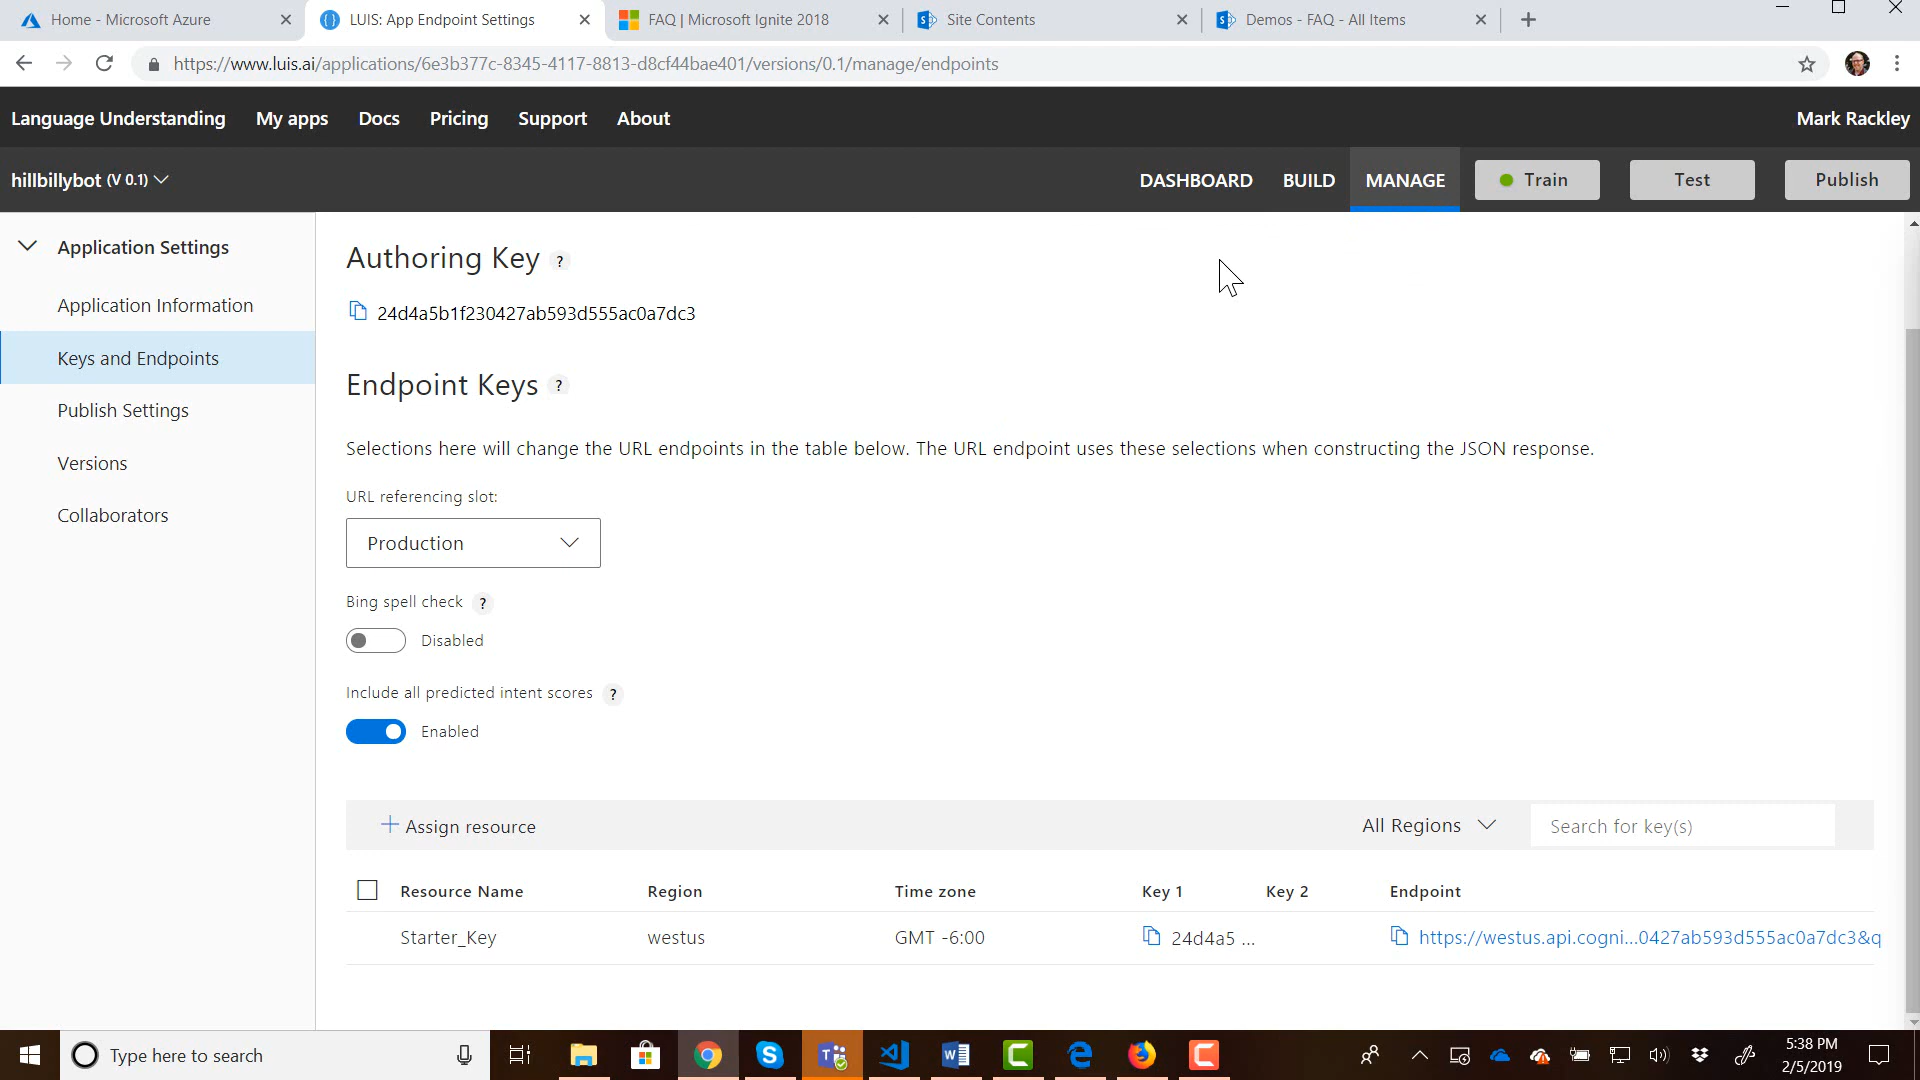 Home - Microsoft Azure
LUIS: App Endpoint Settings
FAQ | Microsoft Ignite 2018
Site Contents
Demos - FAQ - All Items
https://www.luis.ai/applications/6e3b377c-8345-4117-8813-d8cf44bae401/versions/0.1/manage/endpoints
Language Understanding My apps Docs Pricing Support About Mark Rackley
hillbillybot (V 0.1) DASHBOARD BUILD MANAGE Train Test Publish
Application Settings
Application Information
Keys and Endpoints
Publish Settings
Versions
Collaborators
Authoring Key ?
24d4a5b1f230427ab593d555ac0a7dc3
Endpoint Keys ?
Selections here will change the URL endpoints in the table below. The URL endpoint uses these selections when constructing the JSON response.
URL referencing slot:
Production
Bing spell check ?
Disabled
Include all predicted intent scores ?
Enabled
+ Assign resource All Regions Search for key(s)
Resource Name Region Time zone Key 1 Key 2 Endpoint
Starter_Key westus GMT -6:00 24d4a5 ... https://westus.api.cogni...0427ab593d555ac0a7dc3&q
Type here to search
5:38 PM
2/5/2019